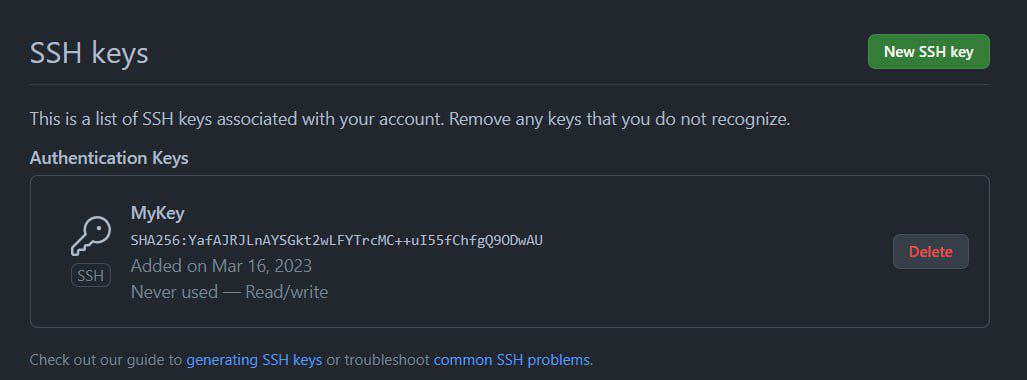 SSH keys
New SSH key
This is a list of SSH keys associated with your account. Remove any keys that you do not recognize.
Authentication Keys
MyKey
SHA256:YafAJRJLnAYSGkt2wLFYTrcMC++uI55fChfgQ9ODwAU
Added on Mar 16, 2023
Never used — Read/write
SSH
Delete
Check out our guide to generating SSH keys or troubleshoot common SSH problems.